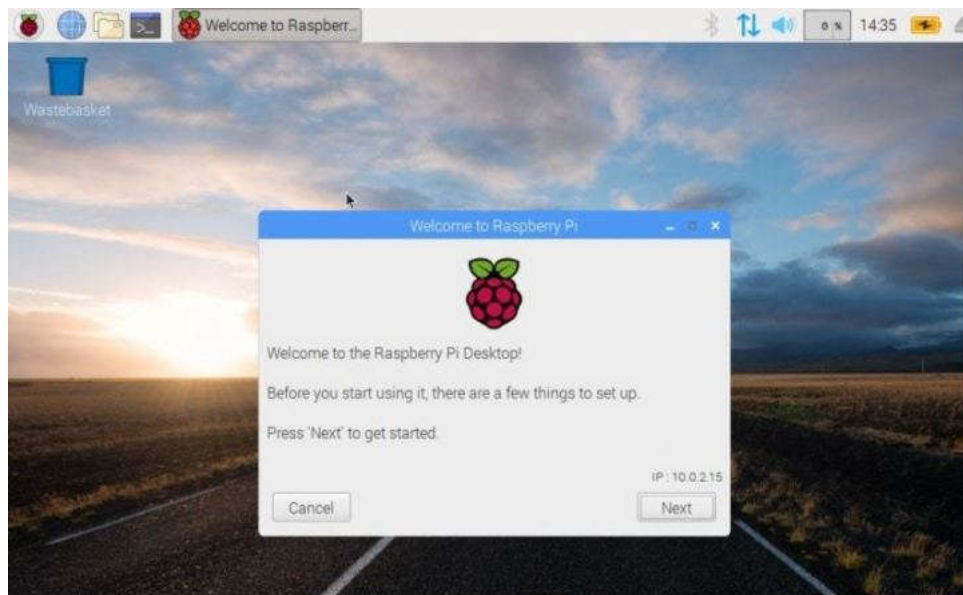 Welcome to Raspberr...
0 %
14:35
Wastebasket
Welcome to Raspberry Pi
Welcome to the Raspberry Pi Desktop!
Before you start using it, there are a few things to set up.
Press 'Next' to get started.
IP : 10.0.2.15
Cancel
Next